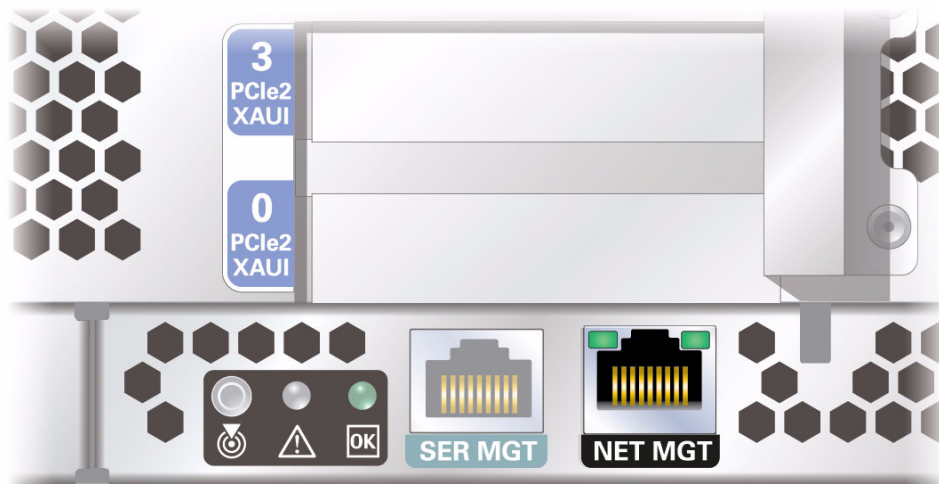 3
PCIe2
XAUI
0
PCIe2
XAUI
OK
SER MGT
NET MGT